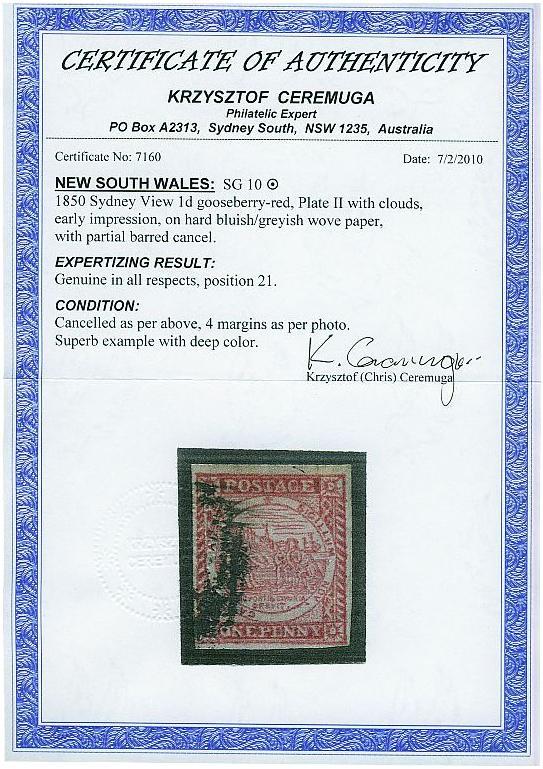 CERTIFICATE OF AUTHENTICITY
KRZYSZTOF CEREMUGA
Philatelic Expert
PO Box A2313, Sydney South, NSW 1235, Australia
Certificate No: 7160 Date: 7/2/2010
NEW SOUTH WALES: SG 10 ⊙
1850 Sydney View 1d gooseberry-red, Plate II with clouds,
early impression, on hard bluish/greyish wove paper,
with partial barred cancel.
EXPERTIZING RESULT:
Genuine in all respects, position 21.
CONDITION:
Cancelled as per above, 4 margins as per photo.
Superb example with deep color.
K. Ceremuga
Krzysztof (Chris) Ceremuga
POSTAGE
SIGILLUM
CEREMUGA
ONE PENNY